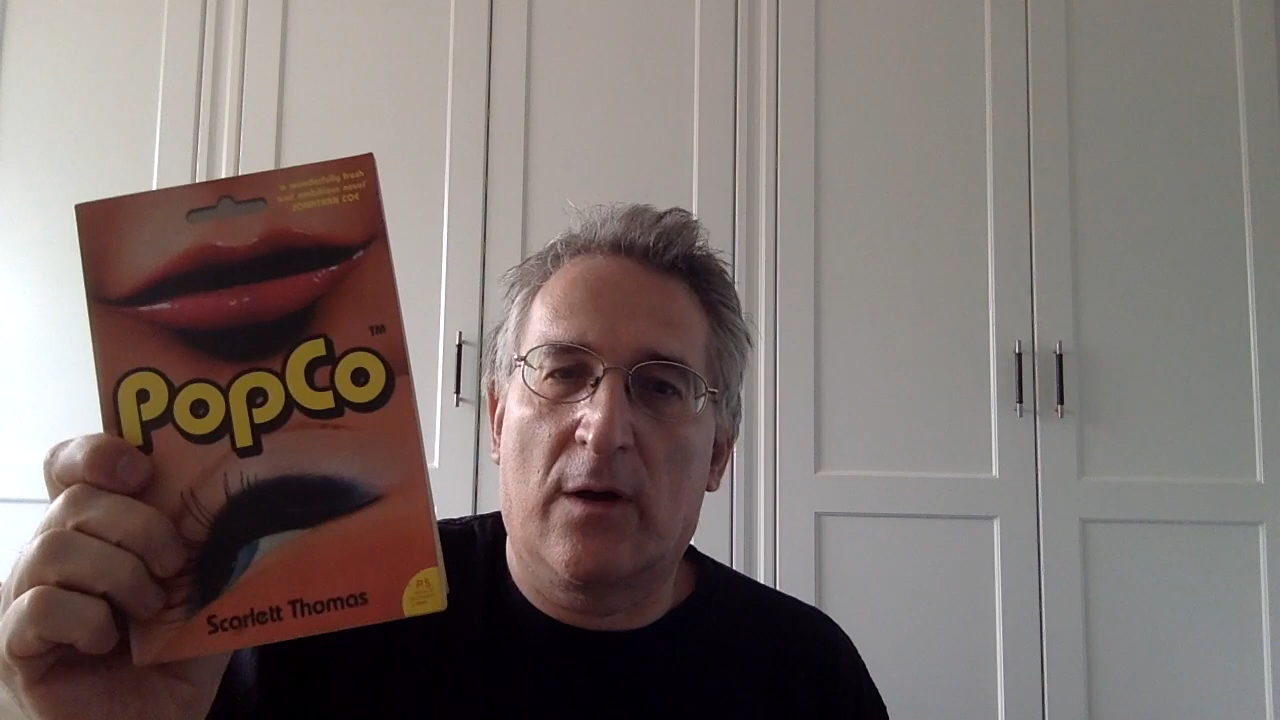 'a wonderfully fresh
and ambitious novel'
JONATHAN COE
TM
PopCo
P.S.
Scarlett Thomas